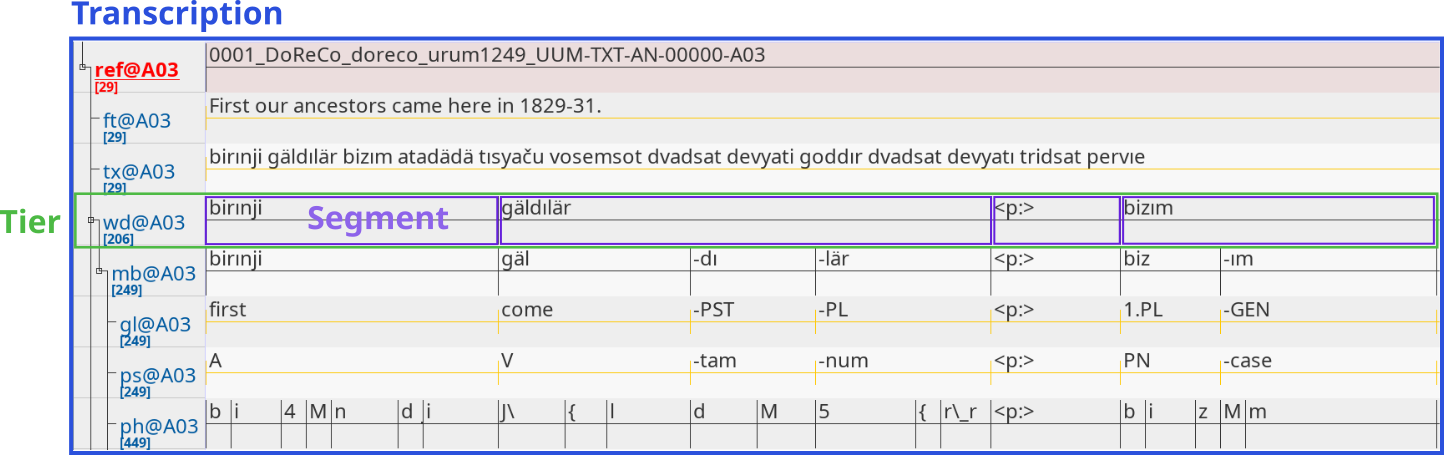 Transcription
ref@A03 0001_DoReCo_doreco_urum1249_UUM-TXT-AN-00000-A03
[29]
ft@A03 First our ancestors came here in 1829-31.
[29]
tx@A03 birınji gäldılär bizım atadädä tısyaču vosemsot dvadsat devyati goddır dvadsat devyatı tridsat pervıe
[29]
Tier wd@A03 birınji Segment gäldılär <p:> bizım
[206]
mb@A03 birınji gäl -dı -lär <p:> biz -ım
[249]
gl@A03 first come -PST -PL <p:> 1.PL -GEN
[249]
ps@A03 A V -tam -num <p:> PN -case
[249]
ph@A03 b i 4 M n d i J\ { l d M 5 { r\_r <p:> b i z M m
[449]